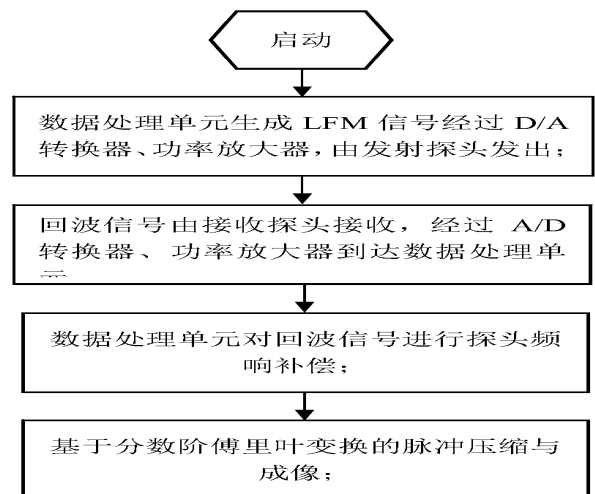 启动
数据处理单元生成 LFM 信号经过 D/A
转换器、功率放大器,由发射探头发出;
回波信号由接收探头接收, 经过 A/D
转换器、功率放大器到达数据处理单
数据处理单元对回波信号进行探头频
响补偿;
基于分数阶傅里叶变换的脉冲压缩与
成像;